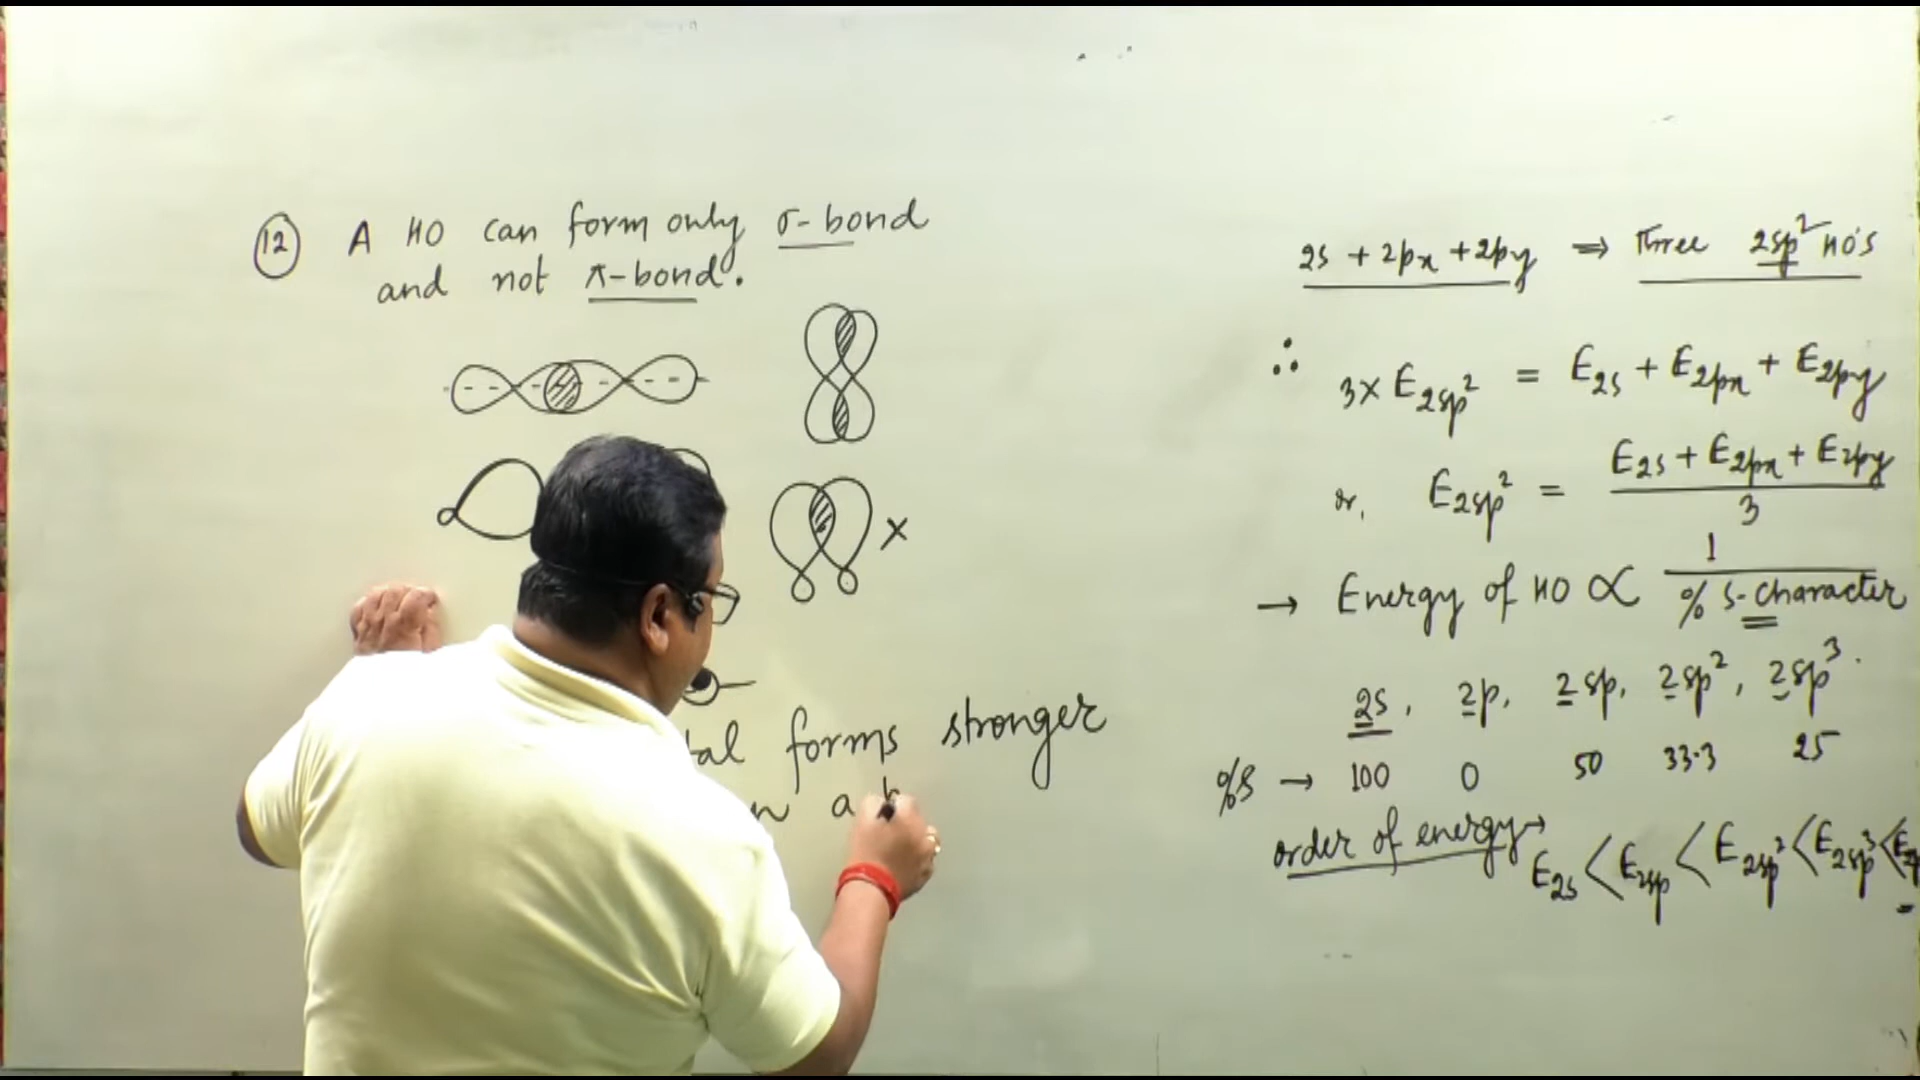 12 A HO can form only σ-bond
and not π-bond.
×
forms stronger
a
2s + 2px + 2py ⇒ three 2sp² HO's
∴ 3× E2sp² = E2s + E2px + E2py
or, E2sp² = E2s + E2px + E2py
3
→ Energy of HO ∝ 1
% s-character
2s, 2p, 2sp, 2sp², 2sp³.
%s → 100 0 50 33.3 25
order of energy→
E2s < E2sp < E2sp² < E2sp³ <